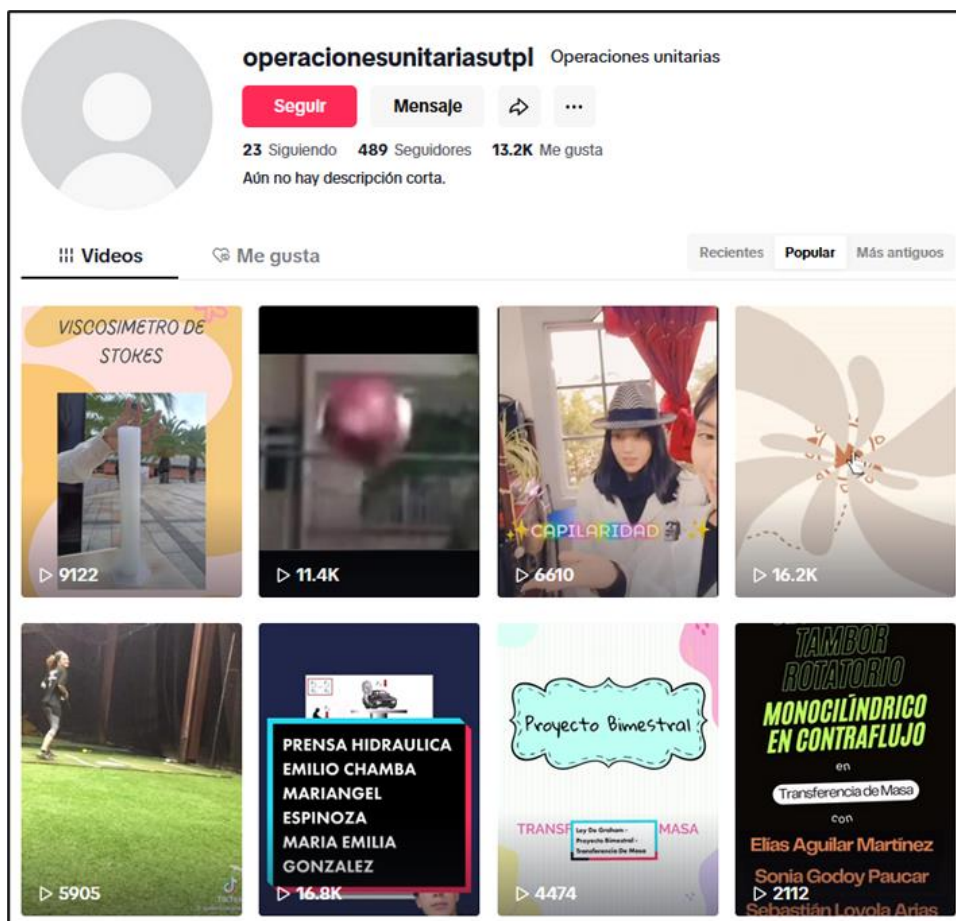 operacionesunitariasutpl Operaciones unitarias
Seguir Mensaje ...
23 Siguiendo 489 Seguidores 13.2K Me gusta
Aún no hay descripción corta.
Videos Me gusta Recientes Popular Más antiguos
VISCOSIMETRO DE
STOKES
9122
11.4K
CAPILARIDAD
6610
16.2K
5905
PRENSA HIDRAULICA
EMILIO CHAMBA
MARIANGEL
ESPINOZA
MARIA EMILIA
GONZALEZ
16.8K
Proyecto Bimestral
TRANSF MASA
Ley De Graham -
Proyecto Bimestral -
Transferencia De Masa
4474
TAMBOR
ROTATORIO
MONOCILÍNDRICO
EN CONTRAFLUJO
en
Transferencia de Masa
con
Elías Aguilar Martínez
Sonia Godoy Paucar
2112
Sebastián Loyola Arias